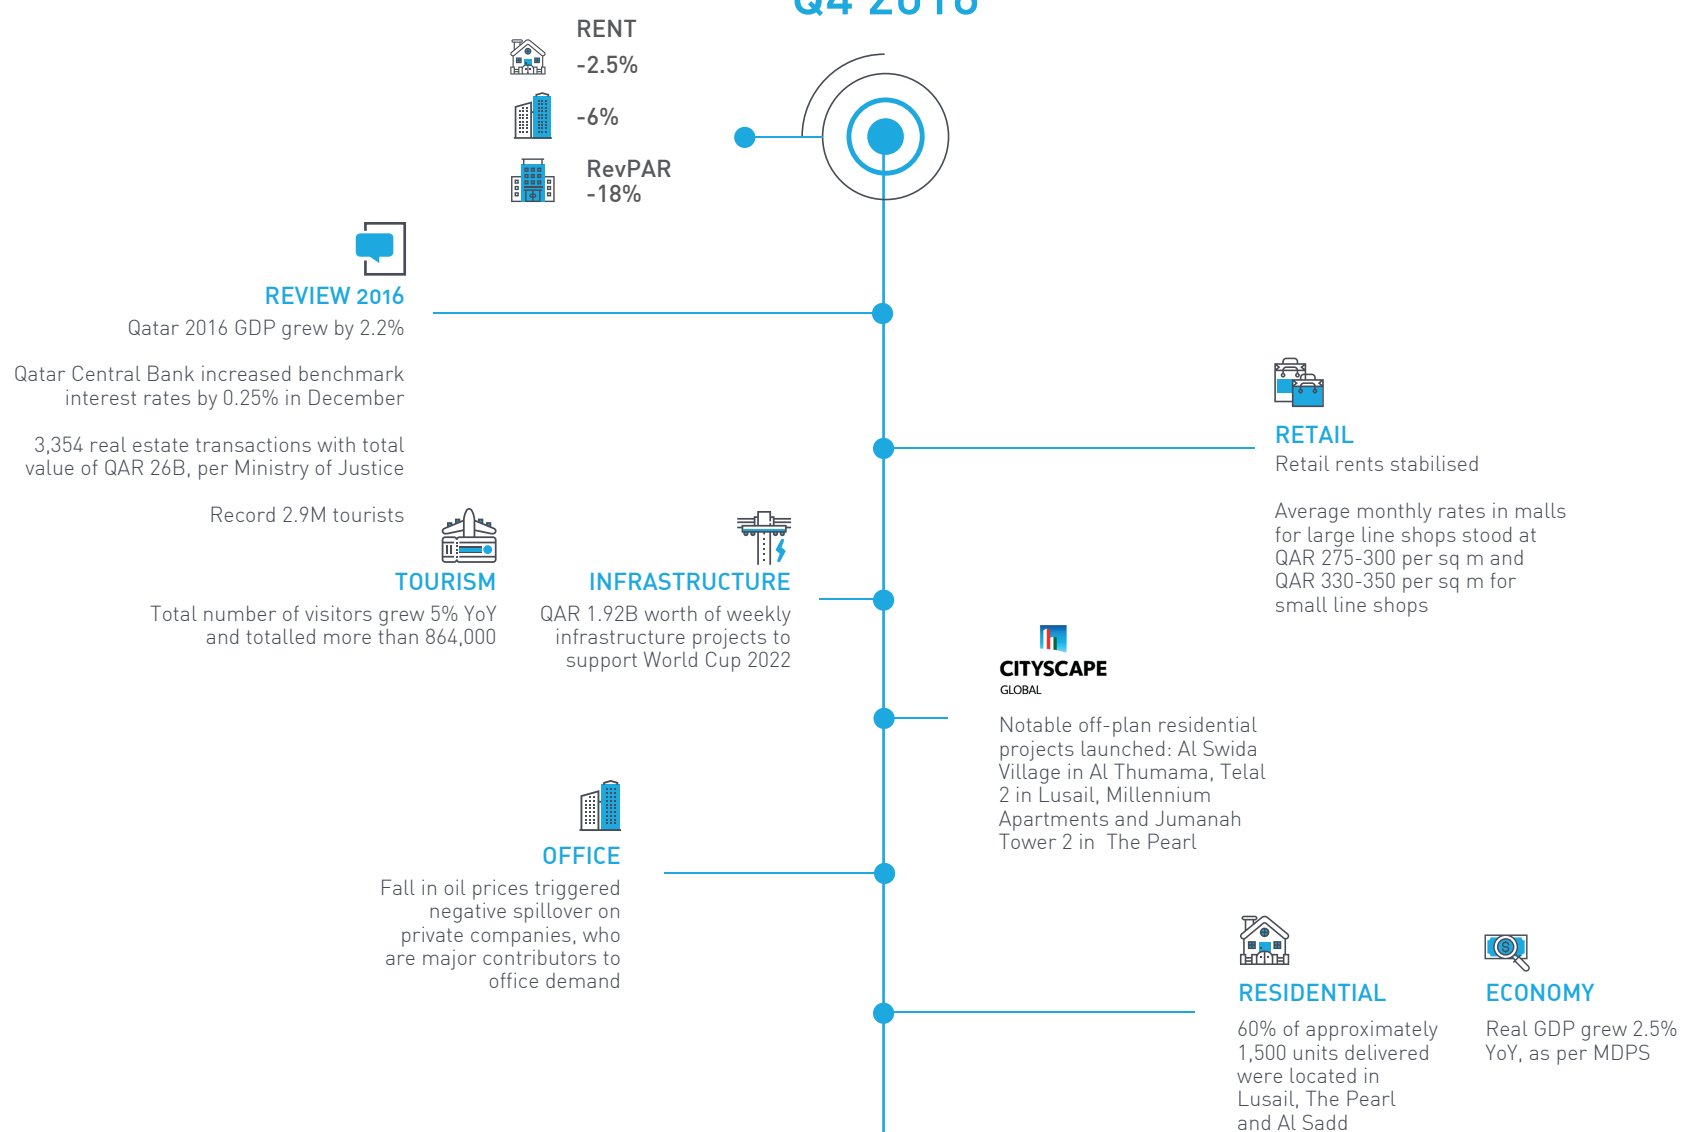 Q4 2016
RENT
-2.5%
-6%
RevPAR
-18%
REVIEW 2016
Qatar 2016 GDP grew by 2.2%
Qatar Central Bank increased benchmark
interest rates by 0.25% in December
3,354 real estate transactions with total
value of QAR 26B, per Ministry of Justice
Record 2.9M tourists
RETAIL
Retail rents stabilised
Average monthly rates in malls
for large line shops stood at
QAR 275-300 per sq m and
QAR 330-350 per sq m for
small line shops
TOURISM
Total number of visitors grew 5% YoY
and totalled more than 864,000
INFRASTRUCTURE
QAR 1.92B worth of weekly
infrastructure projects to
support World Cup 2022
CITYSCAPE
GLOBAL
Notable off-plan residential
projects launched: Al Swida
Village in Al Thumama, Telal
2 in Lusail, Millennium
Apartments and Jumanah
Tower 2 in The Pearl
OFFICE
Fall in oil prices triggered
negative spillover on
private companies, who
are major contributors to
office demand
RESIDENTIAL
60% of approximately
1,500 units delivered
were located in
Lusail, The Pearl
and Al Sadd
ECONOMY
Real GDP grew 2.5%
YoY, as per MDPS